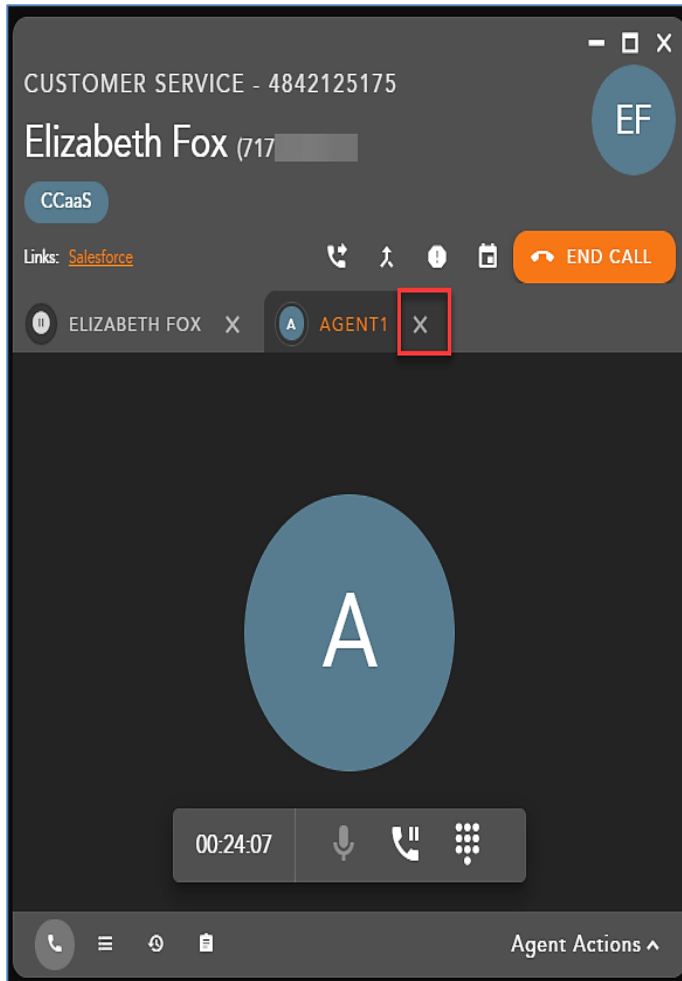 CUSTOMER SERVICE - 4842125175
EF
Elizabeth Fox (717
CCaaS
Links: Salesforce
END CALL
ELIZABETH FOX X
A AGENT1 X
A
00:24:07
Agent Actions